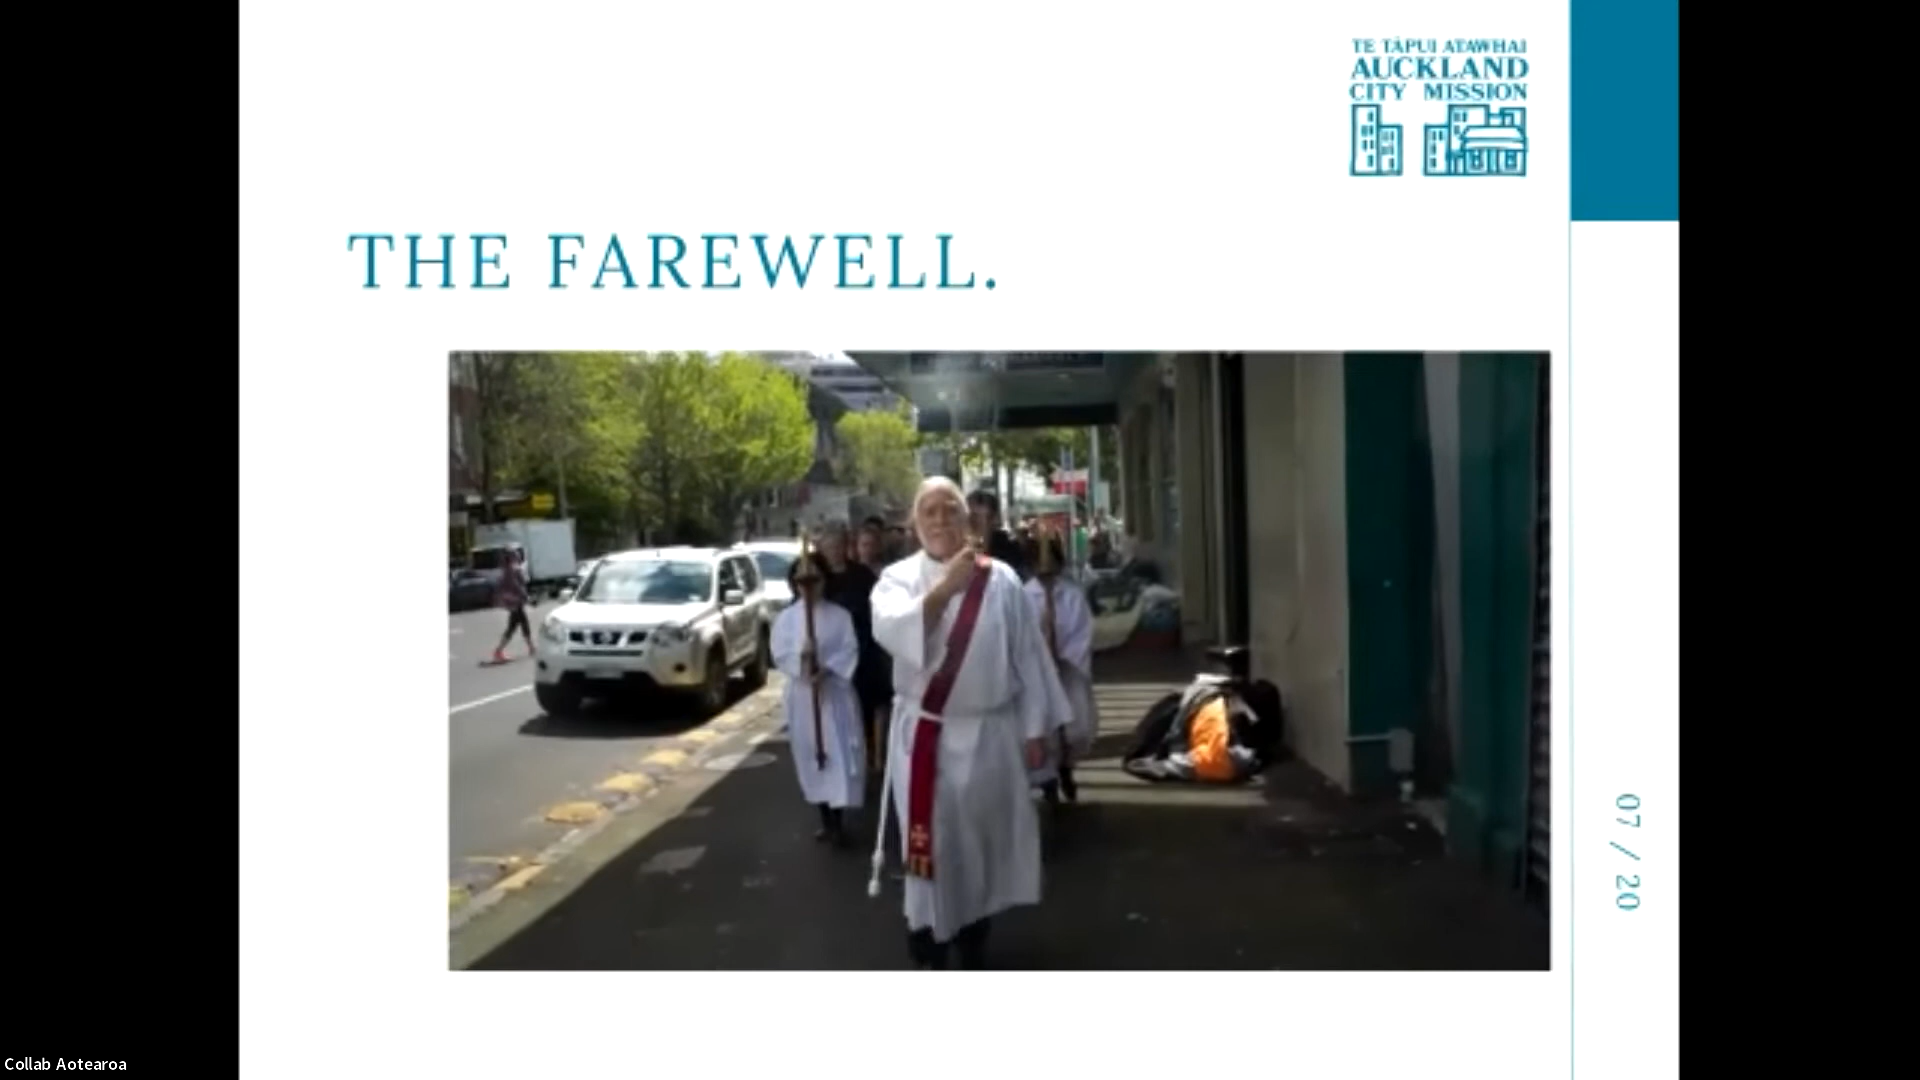 TE TĀPUI ATAWHAI
AUCKLAND
CITY MISSION
THE FAREWELL.
07 / 20
Collab Aotearoa